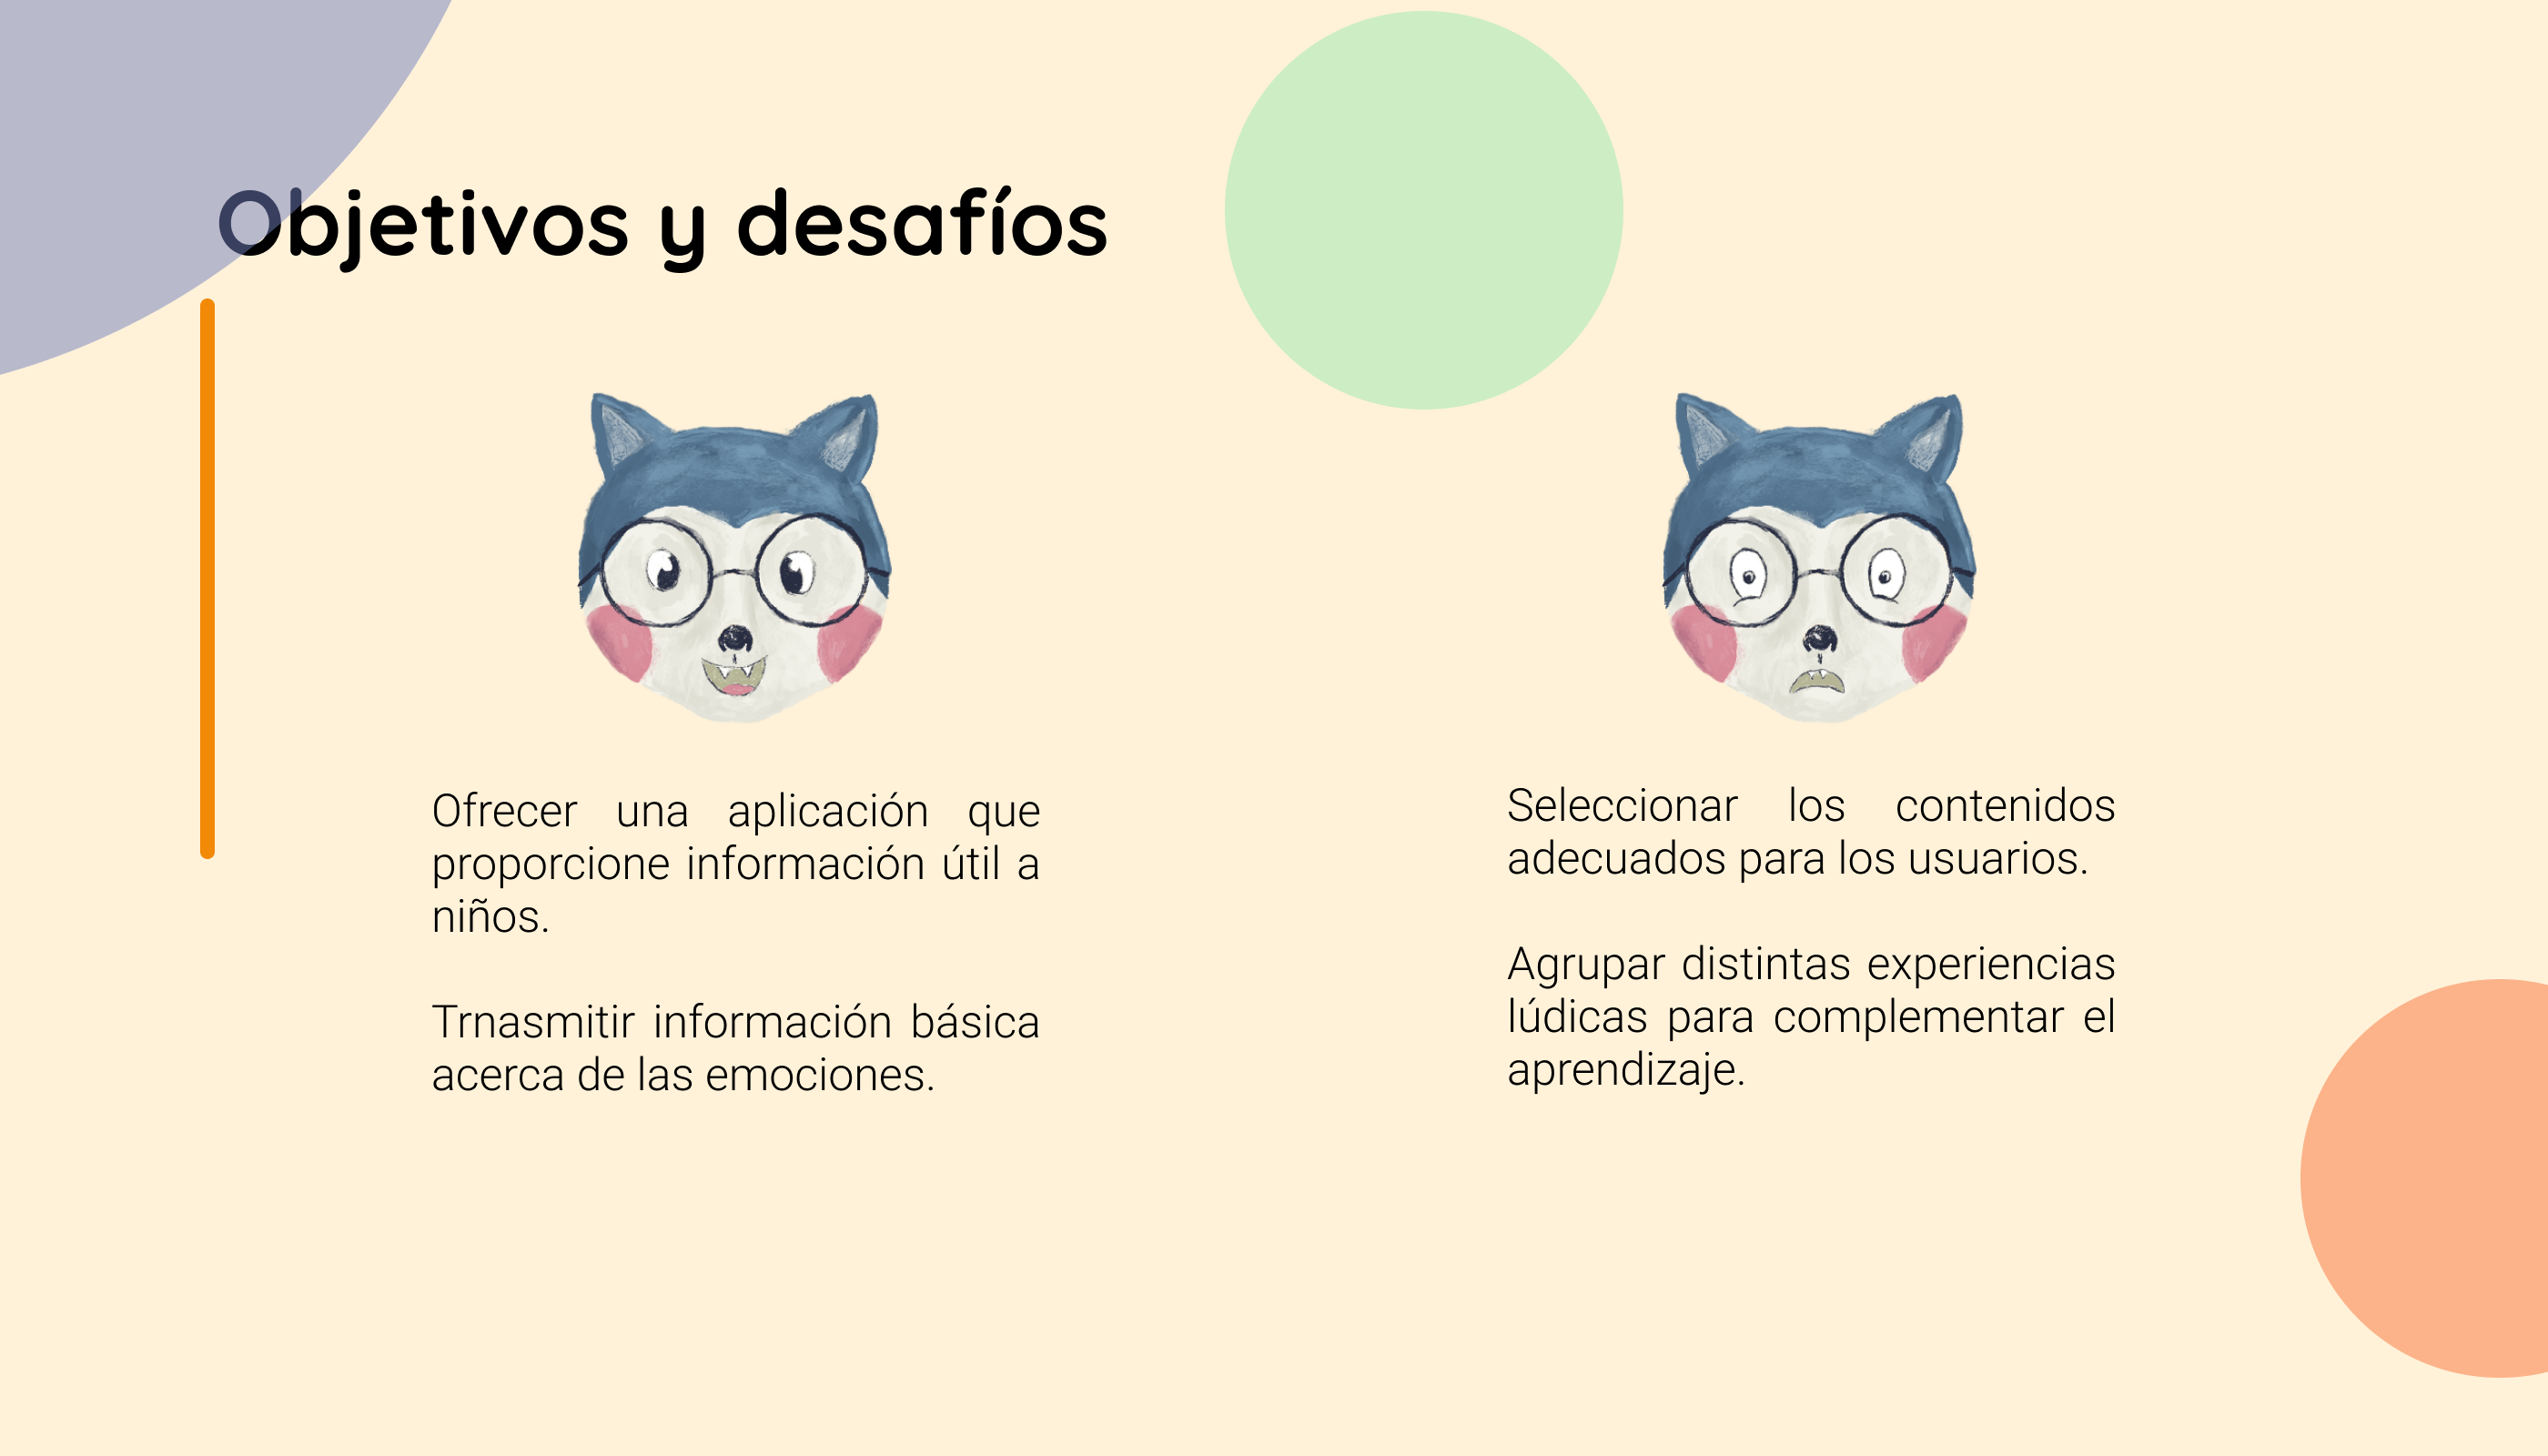 Objetivos y desafíos
Ofrecer una aplicación que
proporcione información útil a
niños.
Trnasmitir información básica
acerca de las emociones.
Seleccionar los contenidos
adecuados para los usuarios.
Agrupar distintas experiencias
lúdicas para complementar el
aprendizaje.